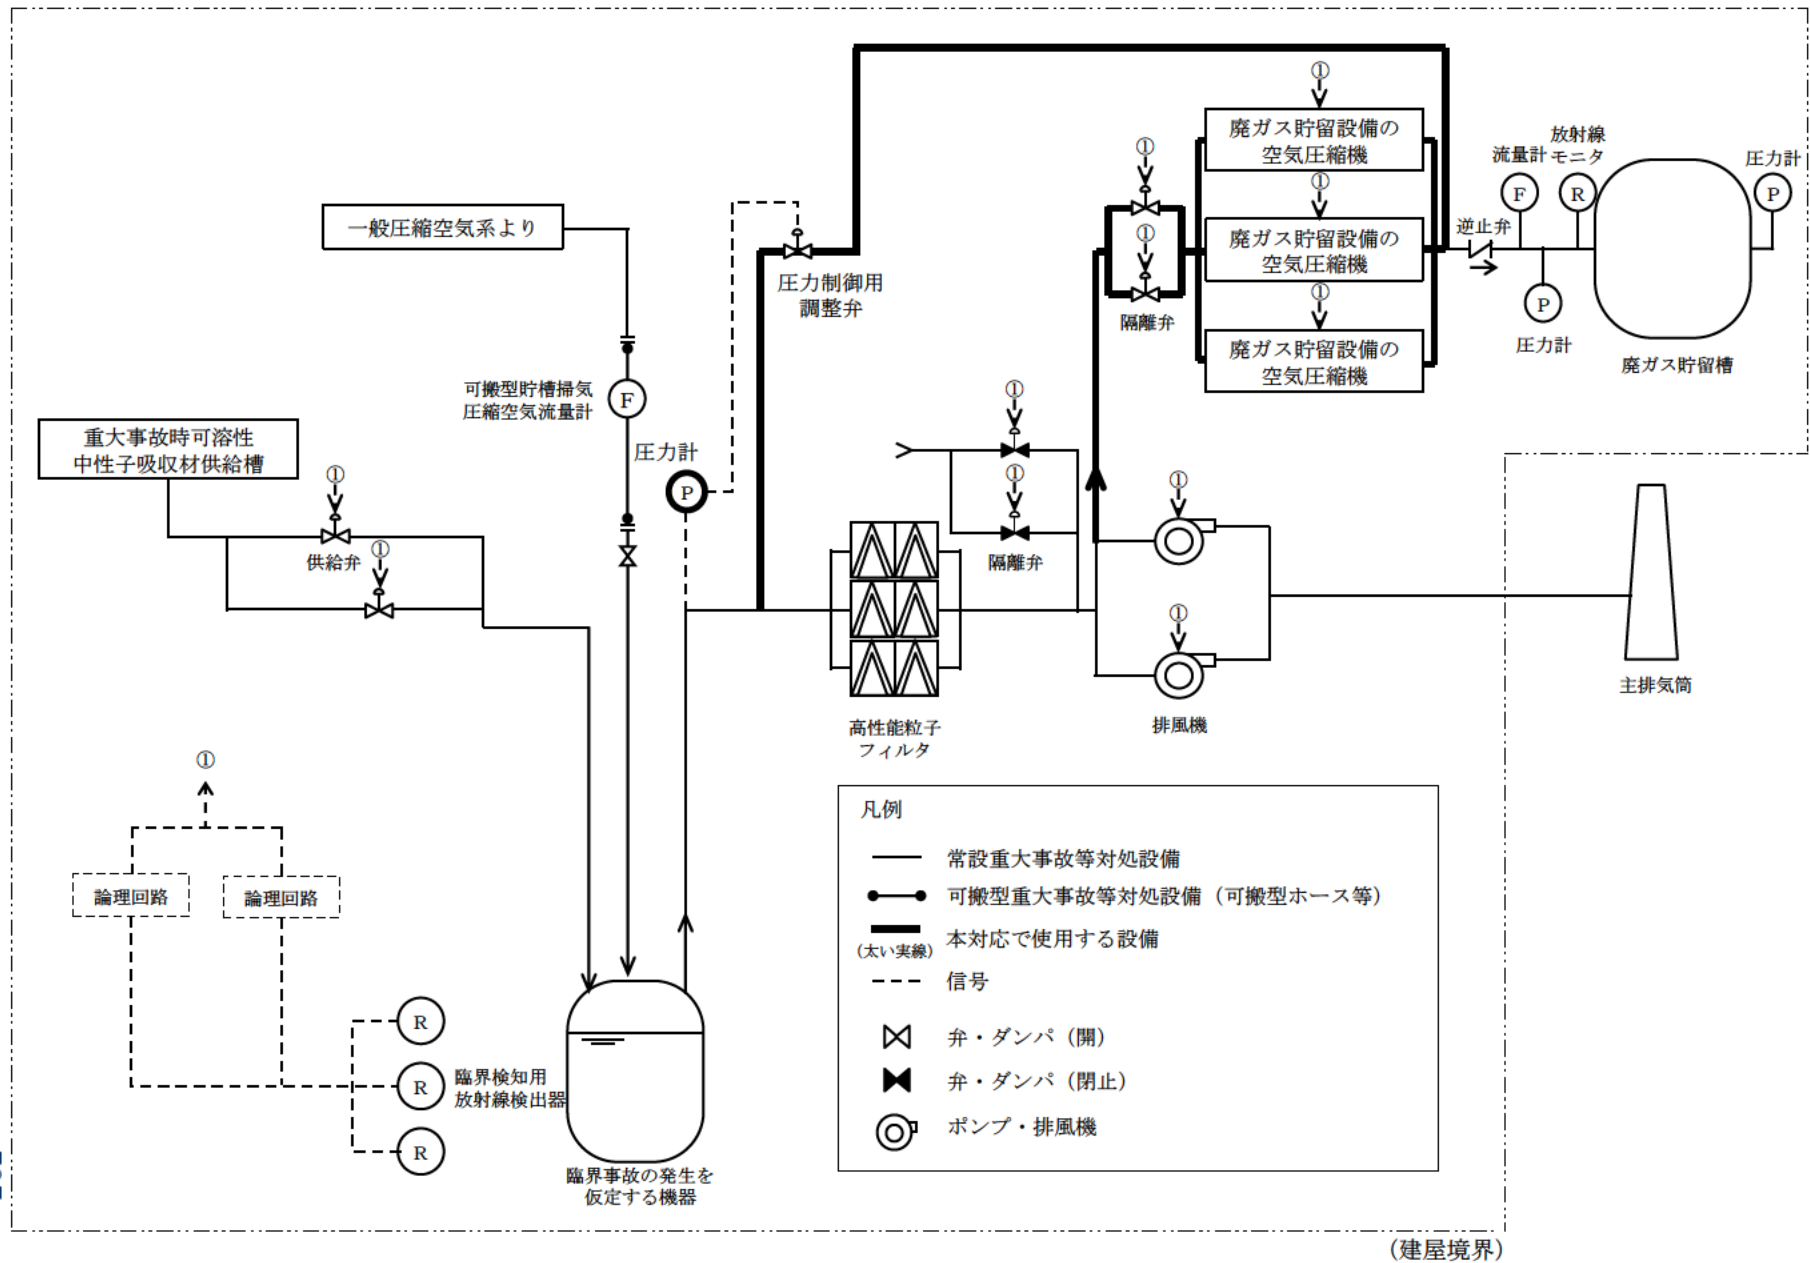 ①
廃ガス貯留設備の
空気圧縮機
①
廃ガス貯留設備の
空気圧縮機
①
廃ガス貯留設備の
空気圧縮機
①
①
隔離弁
流量計
F
放射線
モニタ
R
圧力計
P
逆止弁
P
圧力計
廃ガス貯留槽
一般圧縮空気系より
圧力制御用
調整弁
可搬型貯槽掃気
圧縮空気流量計
F
圧力計
P
重大事故時可溶性
中性子吸収材供給槽
①
供給弁
①
①
①
隔離弁
①
①
排風機
高性能粒子
フィルタ
主排気筒
①
論理回路
論理回路
R
R
R
臨界検知用
放射線検出器
臨界事故の発生を
仮定する機器
凡例
常設重大事故等対処設備
可搬型重大事故等対処設備（可搬型ホース等）
(太い実線)
本対応で使用する設備
信号
弁・ダンパ（開）
弁・ダンパ（閉止）
ポンプ・排風機
（建屋境界）